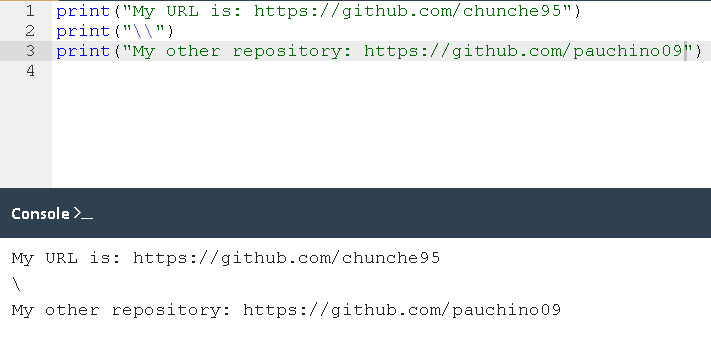 1 print("My URL is: https://github.com/chunche95")
2 print("\\")
3 print("My other repository: https://github.com/pauchino09")
4
Console >_
My URL is: https://github.com/chunche95
\
My other repository: https://github.com/pauchino09